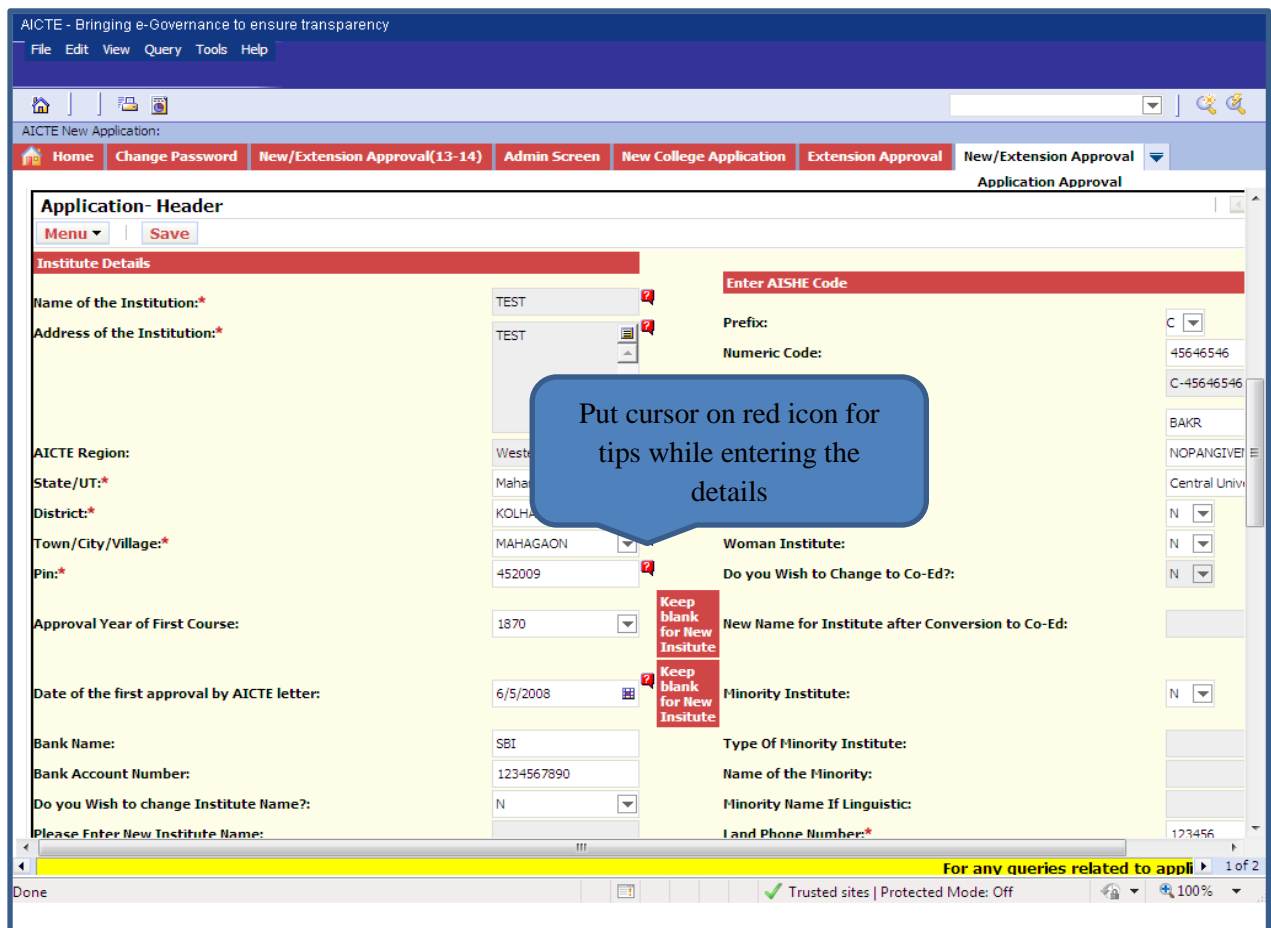 AICTE - Bringing e-Governance to ensure transparency
File Edit View Query Tools Help
AICTE New Application:
Home Change Password New/Extension Approval(13-14) Admin Screen New College Application Extension Approval New/Extension Approval
Application Approval
Application- Header
Menu Save
Institute Details
Enter AISHE Code
Name of the Institution:* TEST
Address of the Institution:* TEST
Prefix: C
Numeric Code: 45646546
C-45646546
Put cursor on red icon for
tips while entering the
details
BAKR
AICTE Region: Weste NOPANGIVEN
State/UT:* Mahar Central Unive
District:* KOLHA N
Town/City/Village:* MAHAGAON Woman Institute: N
Pin:* 452009 Do you Wish to Change to Co-Ed?: N
Approval Year of First Course: 1870
Keep
blank
for New
Insitute
New Name for Institute after Conversion to Co-Ed:
Date of the first approval by AICTE letter: 6/5/2008
Keep
blank
for New
Insitute
Minority Institute: N
Bank Name: SBI Type Of Minority Institute:
Bank Account Number: 1234567890 Name of the Minority:
Do you Wish to change Institute Name?: N Minority Name If Linguistic:
Please Enter New Institute Name: Land Phone Number:* 123456
For any queries related to appli 1 of 2
Done Trusted sites | Protected Mode: Off 100%